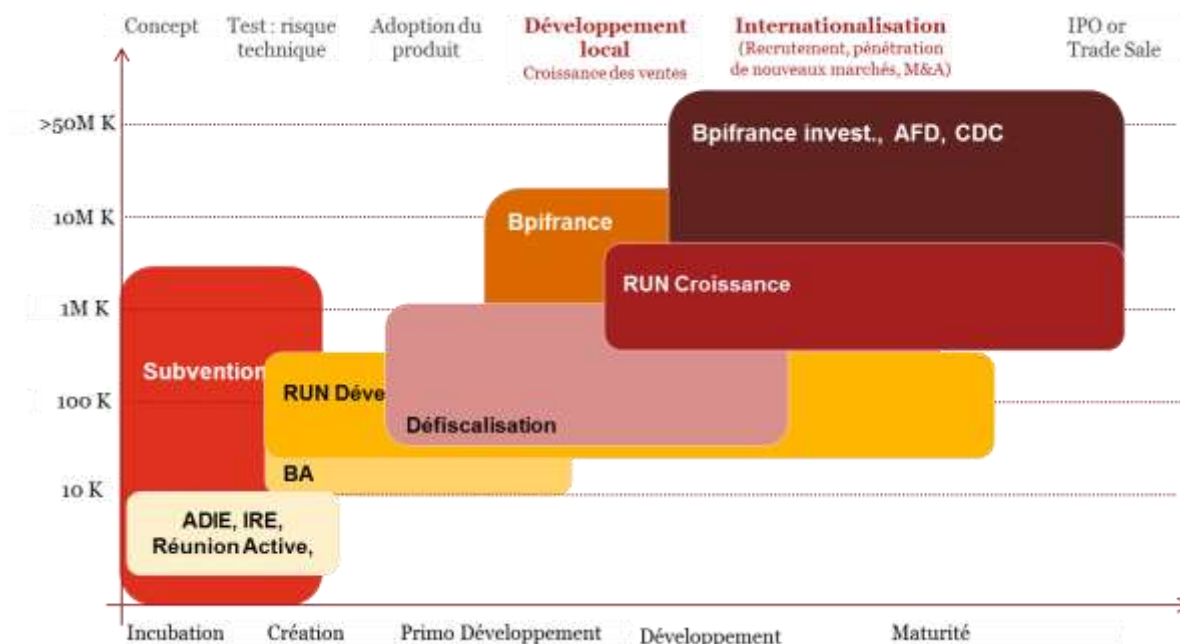 Concept
Test : risque
technique
Adoption du
produit
Développement
local
Croissance des ventes
Internationalisation
(Recrutement, pénétration
de nouveaux marchés, M&A)
IPO or
Trade Sale
>50M K
10M K
1M K
100 K
10 K
Bpifrance invest., AFD, CDC
Bpifrance
RUN Croissance
Subvention
RUN Déve
Défiscalisation
BA
ADIE, IRE,
Réunion Active,
Incubation
Création
Primo Développement
Développement
Maturité